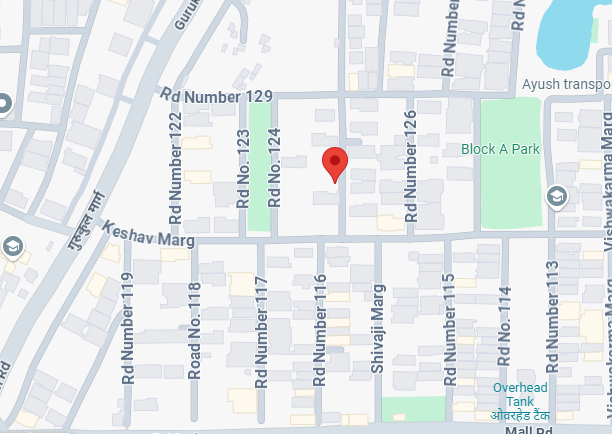 Guruk
Rd Number
Rd N
Ayush transpo
Rd Number 129
Rd Number 122
Rd No. 123
Rd No. 124
Rd Number 126
Block A Park
Vishwakarma Marg
गुरुकुल मार्ग
Keshav Marg
Rd Number 119
Road No. 118
Rd Number 117
Rd Number 116
Shivaji Marg
Rd Number 115
Rd No. 114
Rd Number 113
Overhead
Tank
ओवरहेड टैंक
Mall Rd
Rd